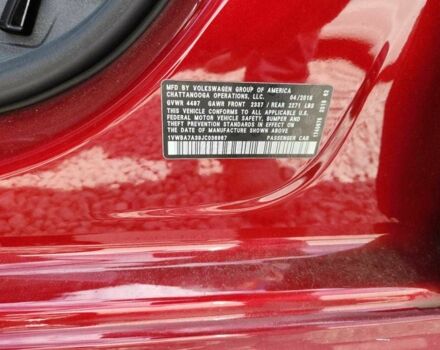 MFD BY VOLKSWAGEN GROUP OF AMERICA
CHATTANOOGA OPERATIONS, LLC. 04/2018
GVWR 4497 GAWR FRONT 2337 / REAR 2271 LBS
THIS VEHICLE CONFORMS TO ALL APPLICABLE U.S.
FEDERAL MOTOR VEHICLE SAFETY, BUMPER AND
THEFT PREVENTION STANDARDS IN EFFECT ON THE
DATE OF MANUFACTURE SHOWN ABOVE
PASSENGER CAR